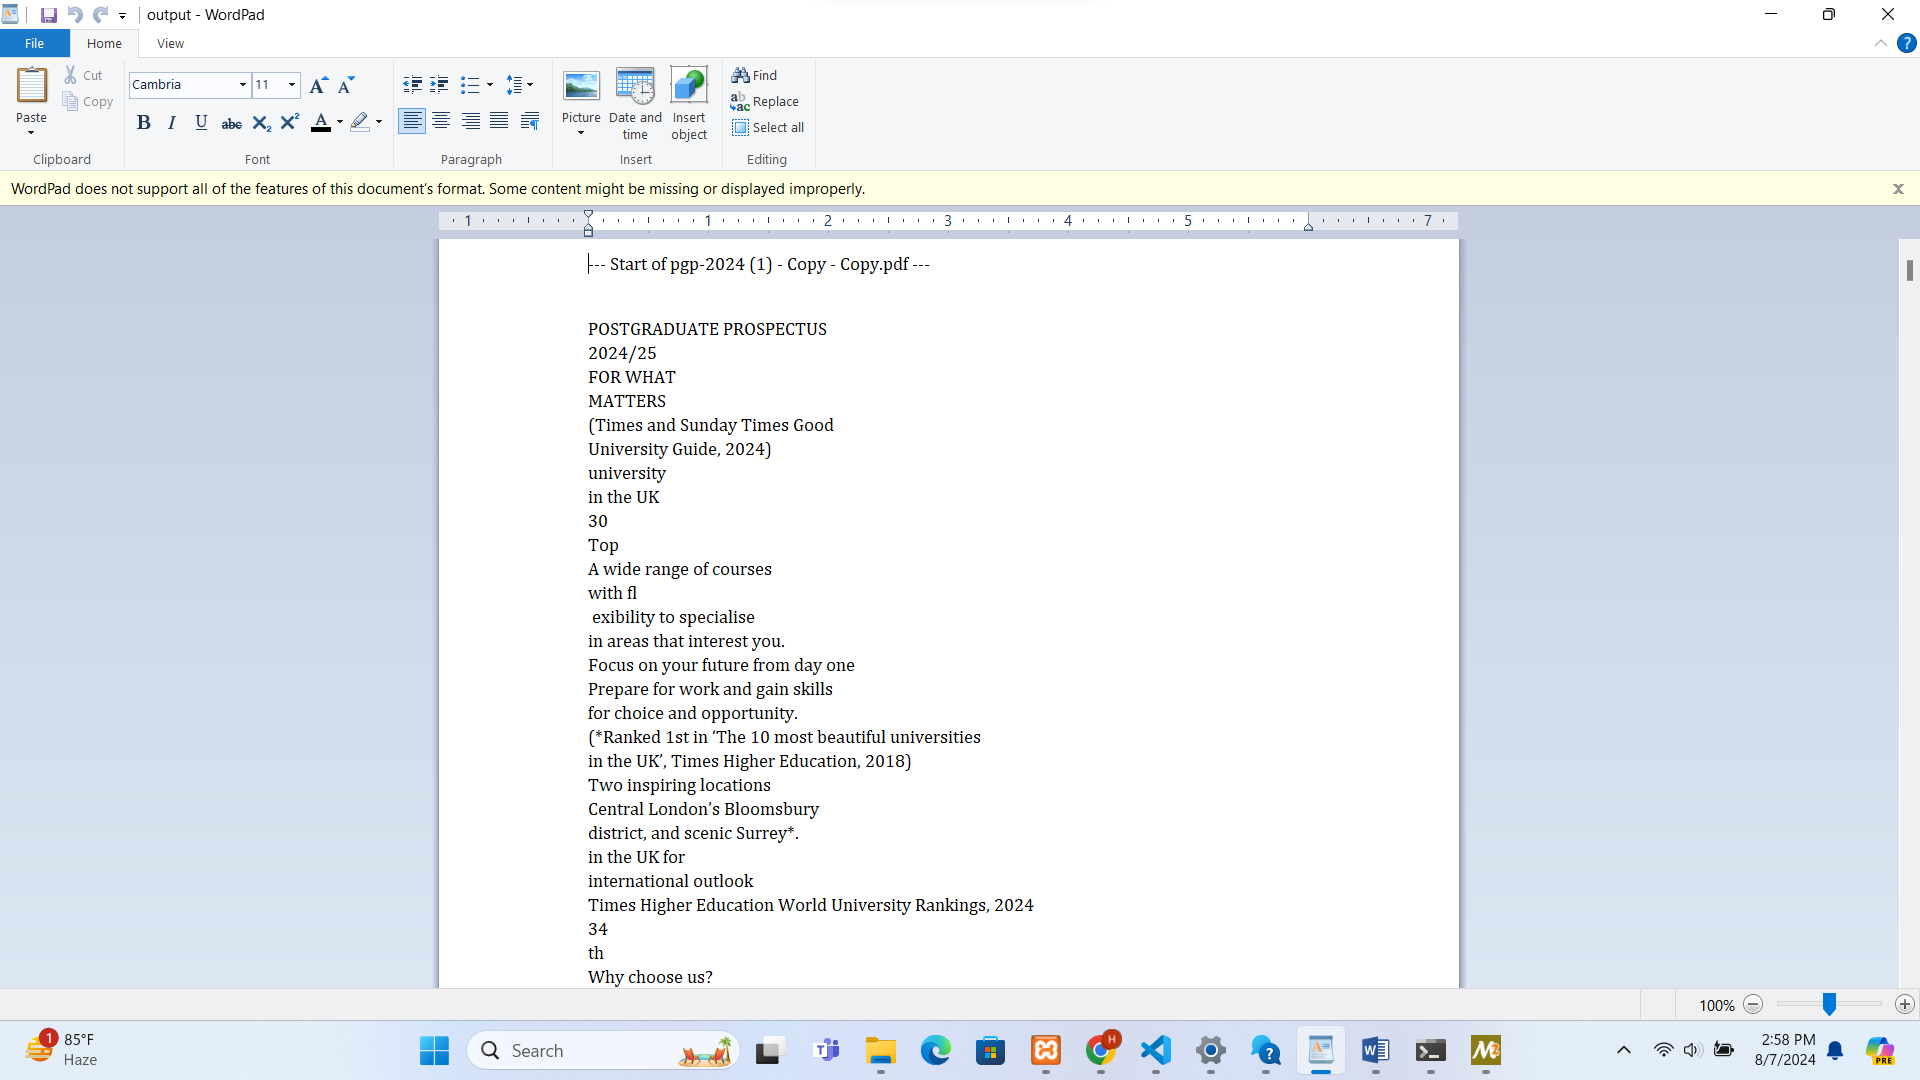 output - WordPad
File
Home
View
Paste
Cut
Copy
Clipboard
Cambria
11
B I U abc X2 X2 A
Font
Paragraph
Picture
Date and time
Insert object
Insert
Find
Replace
Select all
Editing
WordPad does not support all of the features of this document's format. Some content might be missing or displayed improperly.
1 1 2 3 4 5 7
--- Start of pgp-2024 (1) - Copy - Copy.pdf ---
POSTGRADUATE PROSPECTUS
2024/25
FOR WHAT
MATTERS
(Times and Sunday Times Good
University Guide, 2024)
university
in the UK
30
Top
A wide range of courses
with fl
exibility to specialise
in areas that interest you.
Focus on your future from day one
Prepare for work and gain skills
for choice and opportunity.
(*Ranked 1st in ‘The 10 most beautiful universities
in the UK’, Times Higher Education, 2018)
Two inspiring locations
Central London’s Bloomsbury
district, and scenic Surrey*.
in the UK for
international outlook
Times Higher Education World University Rankings, 2024
34
th
Why choose us?
100%
1
85°F
Haze
Search
H
2:58 PM
8/7/2024
PRE